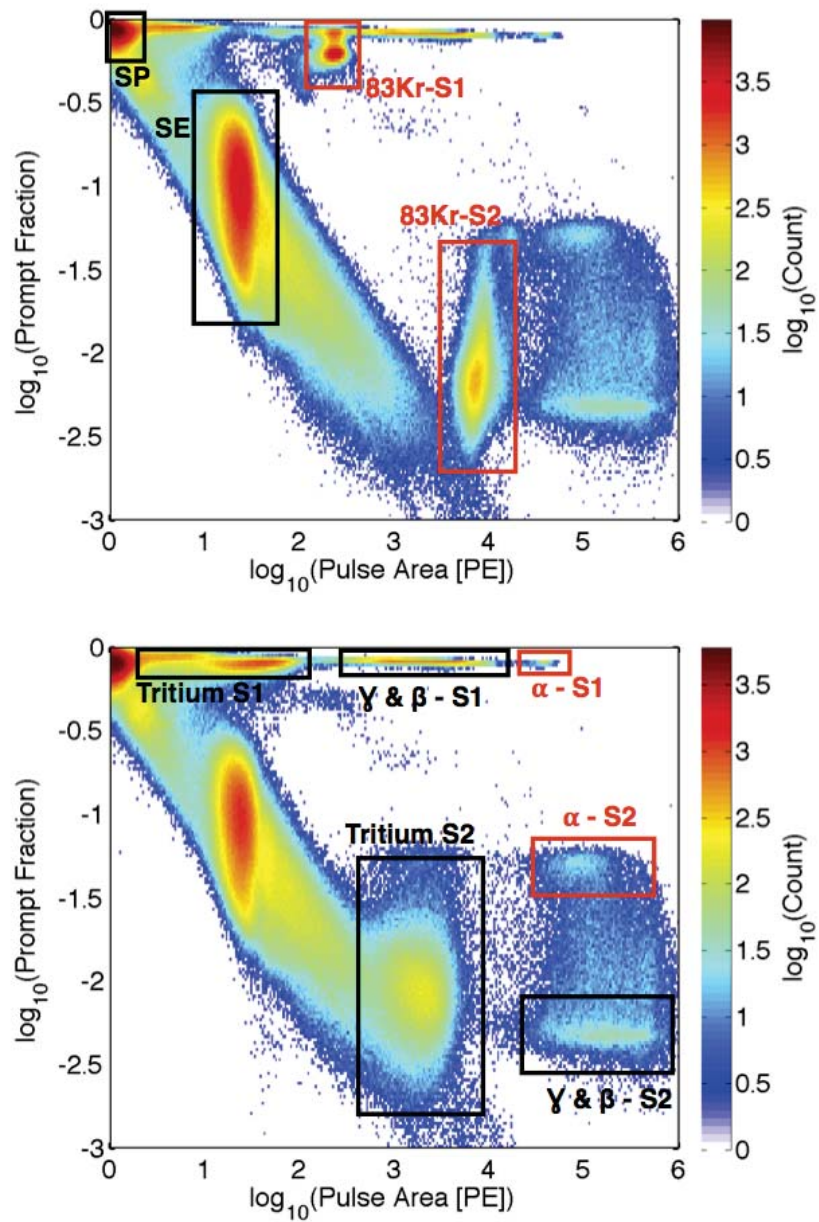 0
-0.5
-1
-1.5
-2
-2.5
-3
log10(Prompt Fraction)
0 1 2 3 4 5 6
log10(Pulse Area [PE])
SP
SE
83Kr-S1
83Kr-S2
3.5
3
2.5
2
1.5
1
0.5
0
log10(Count)
0
-0.5
-1
-1.5
-2
-2.5
-3
log10(Prompt Fraction)
0 1 2 3 4 5 6
log10(Pulse Area [PE])
Tritium S1
Ɣ & β - S1
α - S1
Tritium S2
α - S2
Ɣ & β - S2
3.5
3
2.5
2
1.5
1
0.5
0
log10(Count)